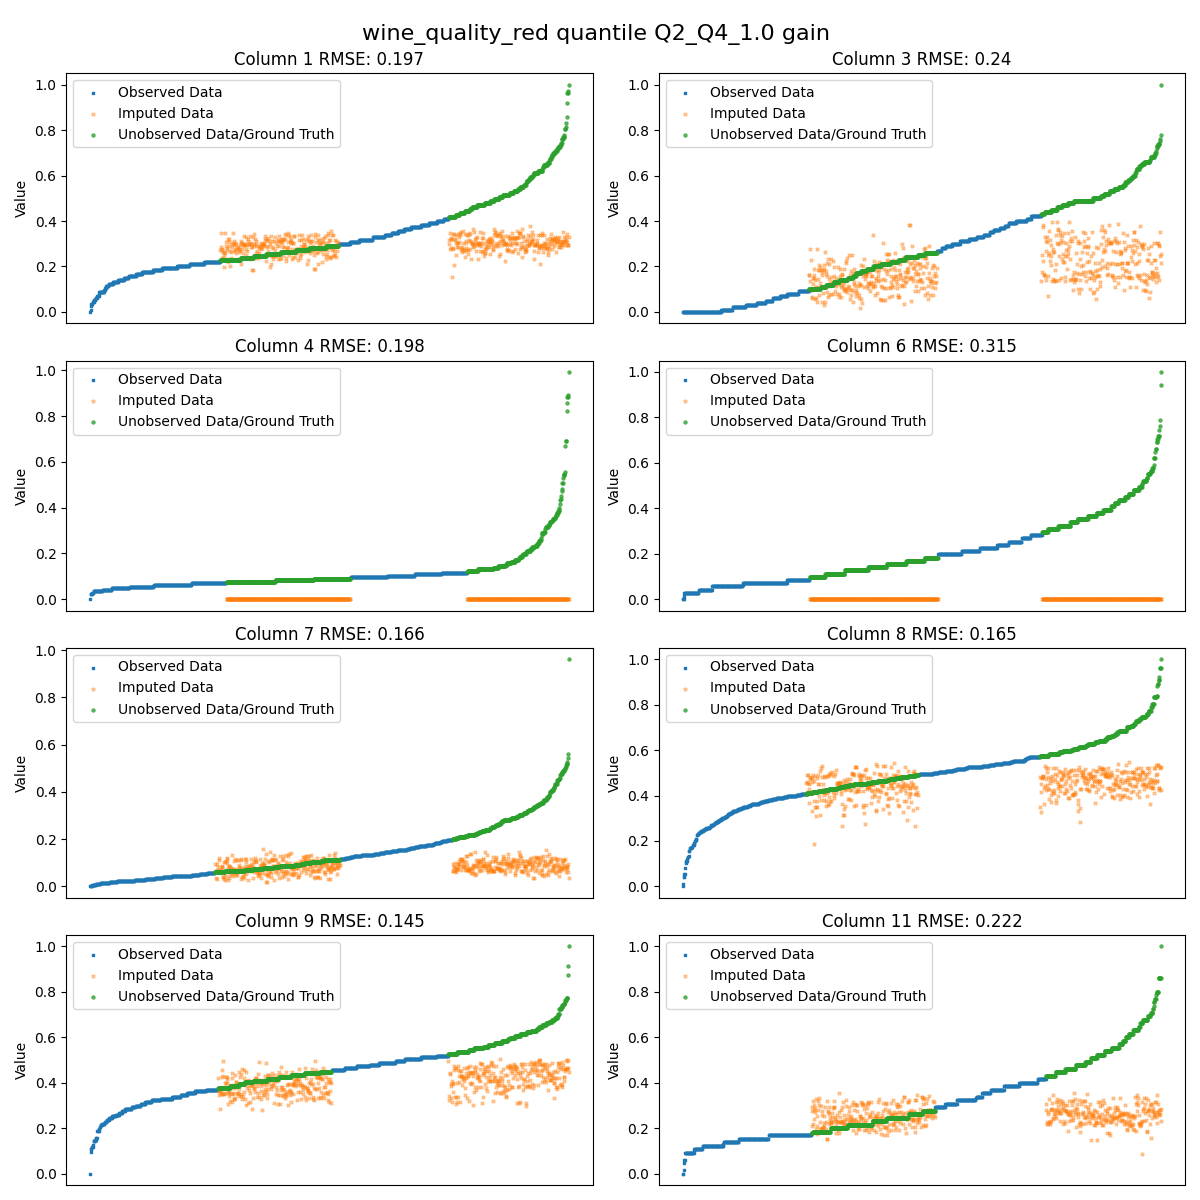 wine_quality_red quantile Q2_Q4_1.0 gain
Column 1 RMSE: 0.197
Value
1.0
0.8
0.6
0.4
0.2
0.0
Observed Data
Imputed Data
Unobserved Data/Ground Truth
Column 3 RMSE: 0.24
Value
1.0
0.8
0.6
0.4
0.2
0.0
Observed Data
Imputed Data
Unobserved Data/Ground Truth
Column 4 RMSE: 0.198
Value
1.0
0.8
0.6
0.4
0.2
0.0
Observed Data
Imputed Data
Unobserved Data/Ground Truth
Column 6 RMSE: 0.315
Value
1.0
0.8
0.6
0.4
0.2
0.0
Observed Data
Imputed Data
Unobserved Data/Ground Truth
Column 7 RMSE: 0.166
Value
1.0
0.8
0.6
0.4
0.2
0.0
Observed Data
Imputed Data
Unobserved Data/Ground Truth
Column 8 RMSE: 0.165
Value
1.0
0.8
0.6
0.4
0.2
0.0
Observed Data
Imputed Data
Unobserved Data/Ground Truth
Column 9 RMSE: 0.145
Value
1.0
0.8
0.6
0.4
0.2
0.0
Observed Data
Imputed Data
Unobserved Data/Ground Truth
Column 11 RMSE: 0.222
Value
1.0
0.8
0.6
0.4
0.2
0.0
Observed Data
Imputed Data
Unobserved Data/Ground Truth